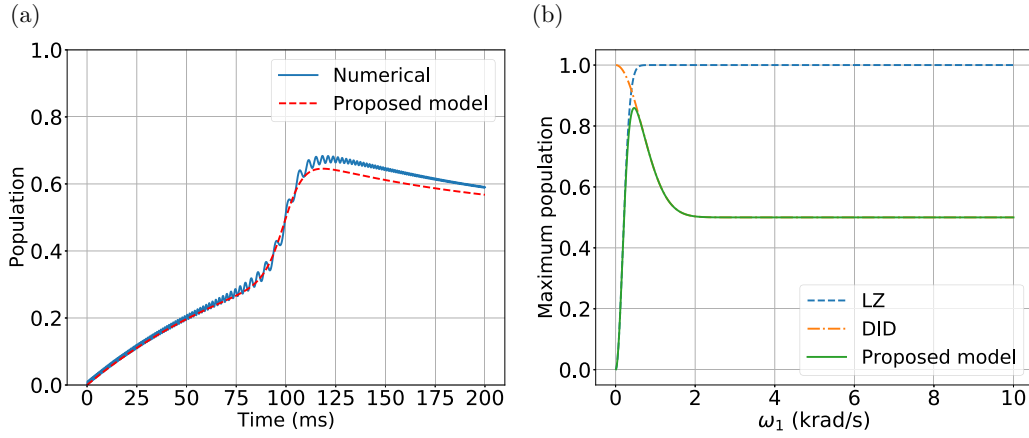 (a)
1.0
0.8
0.6
0.4
0.2
0.0
Population
Numerical
Proposed model
0 25 50 75 100 125 150 175 200
Time (ms)
(b)
1.0
0.8
0.6
0.4
0.2
0.0
Maximum population
LZ
DID
Proposed model
0 2 4 6 8 10
ω₁ (krad/s)